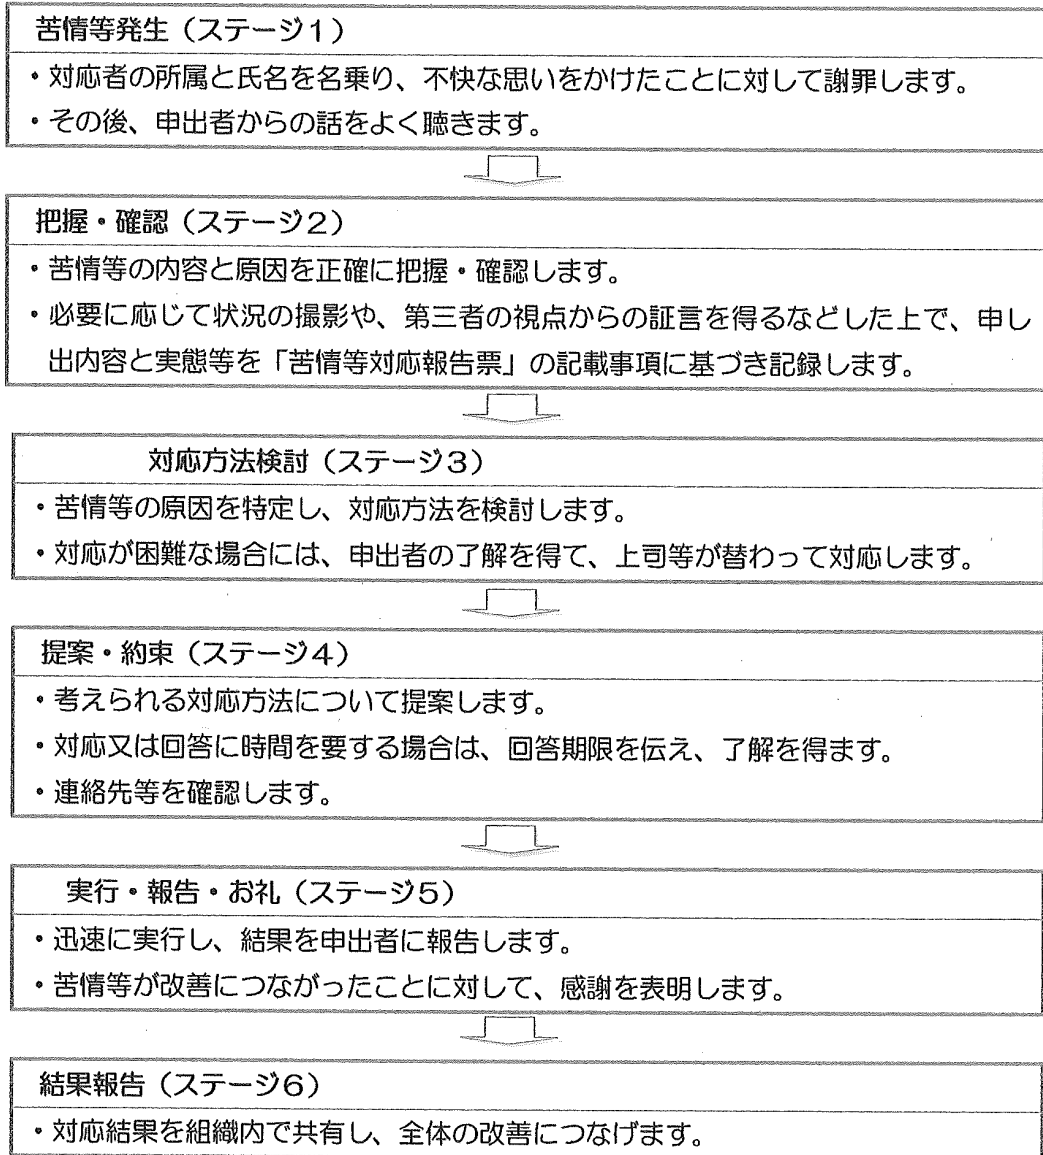 苦情等発生（ステージ1）
・対応者の所属と氏名を名乗り、不快な思いをかけたことに対して謝罪します。
・その後、申出者からの話をよく聴きます。
把握・確認（ステージ2）
・苦情等の内容と原因を正確に把握・確認します。
・必要に応じて状況の撮影や、第三者の視点からの証言を得るなどした上で、申し
出内容と実態等を「苦情等対応報告票」の記載事項に基づき記録します。
対応方法検討（ステージ3）
・苦情等の原因を特定し、対応方法を検討します。
・対応が困難な場合には、申出者の了解を得て、上司等が替わって対応します。
提案・約束（ステージ4）
・考えられる対応方法について提案します。
・対応又は回答に時間を要する場合は、回答期限を伝え、了解を得ます。
・連絡先等を確認します。
実行・報告・お礼（ステージ5）
・迅速に実行し、結果を申出者に報告します。
・苦情等が改善につながったことに対して、感謝を表明します。
結果報告（ステージ6）
・対応結果を組織内で共有し、全体の改善につなげます。